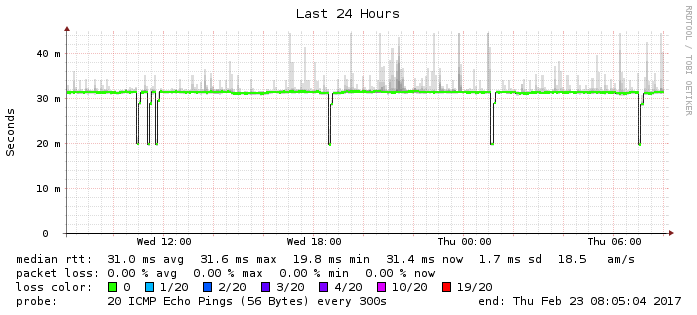 Last 24 Hours
RRDTOOL / TOBI OETIKER
Seconds
40 m
30 m
20 m
10 m
0
Wed 12:00 Wed 18:00 Thu 00:00 Thu 06:00
median rtt: 31.0 ms avg 31.6 ms max 19.8 ms min 31.4 ms now 1.7 ms sd 18.5 am/s
packet loss: 0.00 % avg 0.00 % max 0.00 % min 0.00 % now
loss color: 0 1/20 2/20 3/20 4/20 10/20 19/20
probe: 20 ICMP Echo Pings (56 Bytes) every 300s end: Thu Feb 23 08:05:04 2017